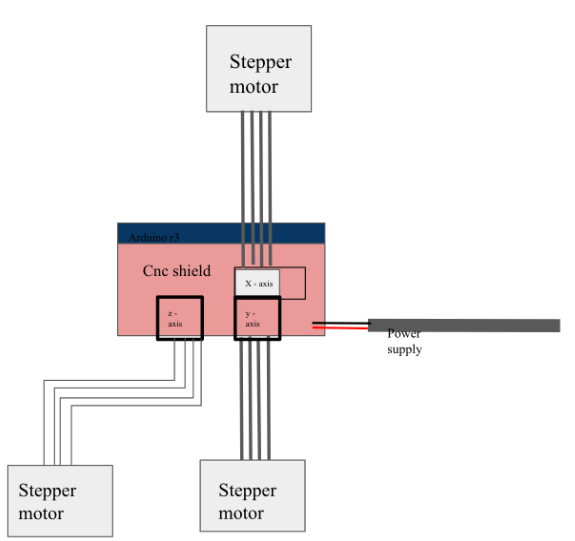 Stepper
motor
Arduino r3
Cnc shield
X - axis
z -
axis
y -
axis
Power
supply
Stepper
motor
Stepper
motor